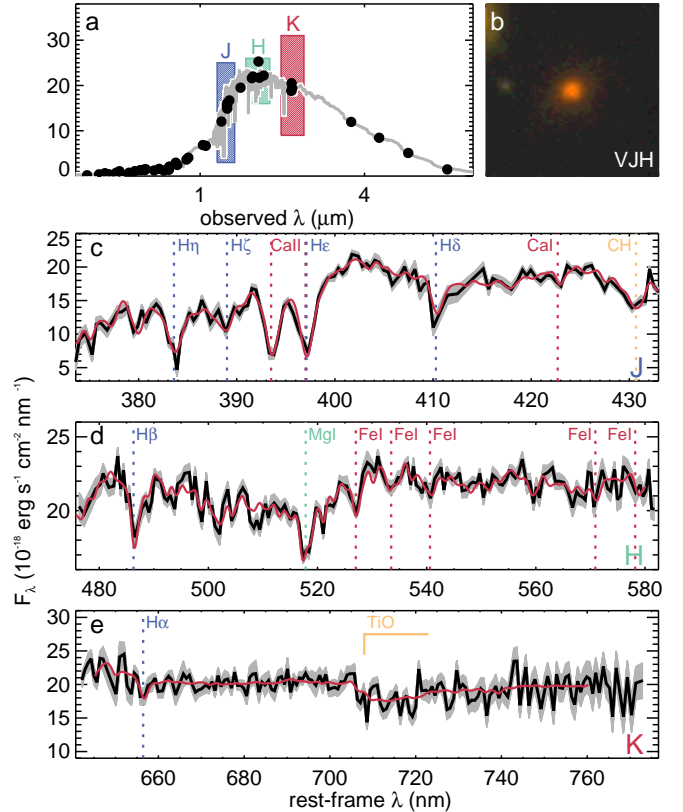 a
J
H
K
30
20
10
0
1
4
observed λ (μm)
b
VJH
c
Hη
Hζ
CaII
Hε
Hδ
CaI
CH
25
20
15
10
5
J
380
390
400
410
420
430
d
Hβ
MgI
FeI
FeI
FeI
FeI
FeI
25
20
H
480
500
520
540
560
580
Fλ (10⁻¹⁸ erg s⁻¹ cm⁻² nm⁻¹)
e
Hα
TiO
30
25
20
15
10
K
660
680
700
720
740
760
rest-frame λ (nm)